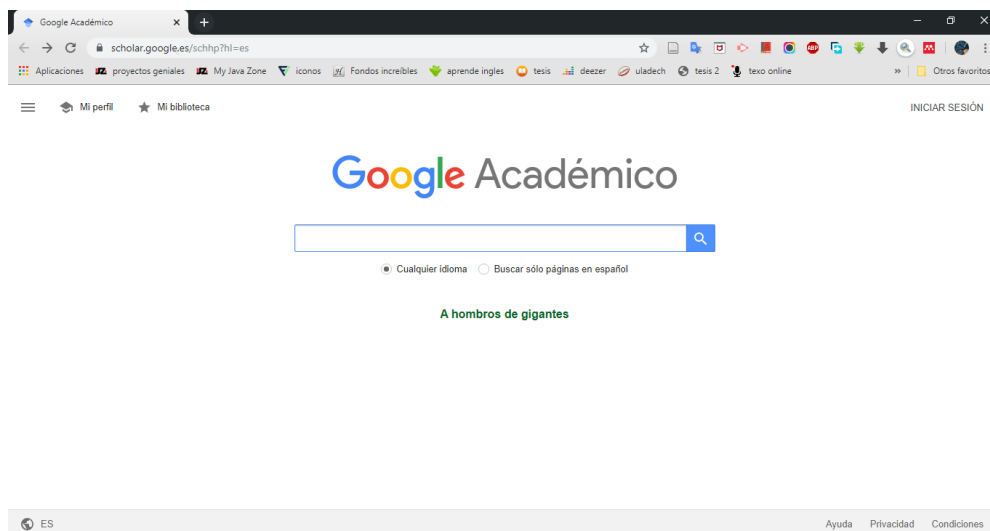 Google Académico
scholar.google.es/schhp?hl=es
Aplicaciones proyectos geniales My Java Zone iconos Fondos increíbles aprende ingles tesis deezer uladech tesis 2 texo online » Otros favoritos
Mi perfil Mi biblioteca INICIAR SESIÓN
Google Académico
Cualquier idioma Buscar sólo páginas en español
A hombros de gigantes
ES Ayuda Privacidad Condiciones